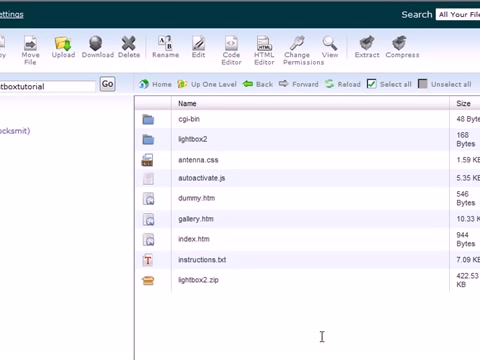 ettings
Search All Your File
py Move File Upload Download Delete Rename Edit Code Editor HTML Editor Change Permissions View Extract Compress
tboxtutorial Go Home Up One Level Back Forward Reload Select all Unselect all
Name Size
cgi-bin 48 Byte
ocksmit)
lightbox2 168 Bytes
antenna.css 1.59 KB
autoactivate.js 5.35 KB
dummy.htm 546 Bytes
gallery.htm 10.33 K
index.htm 944 Bytes
instructions.txt 7.09 KB
lightbox2.zip 422.53 KB